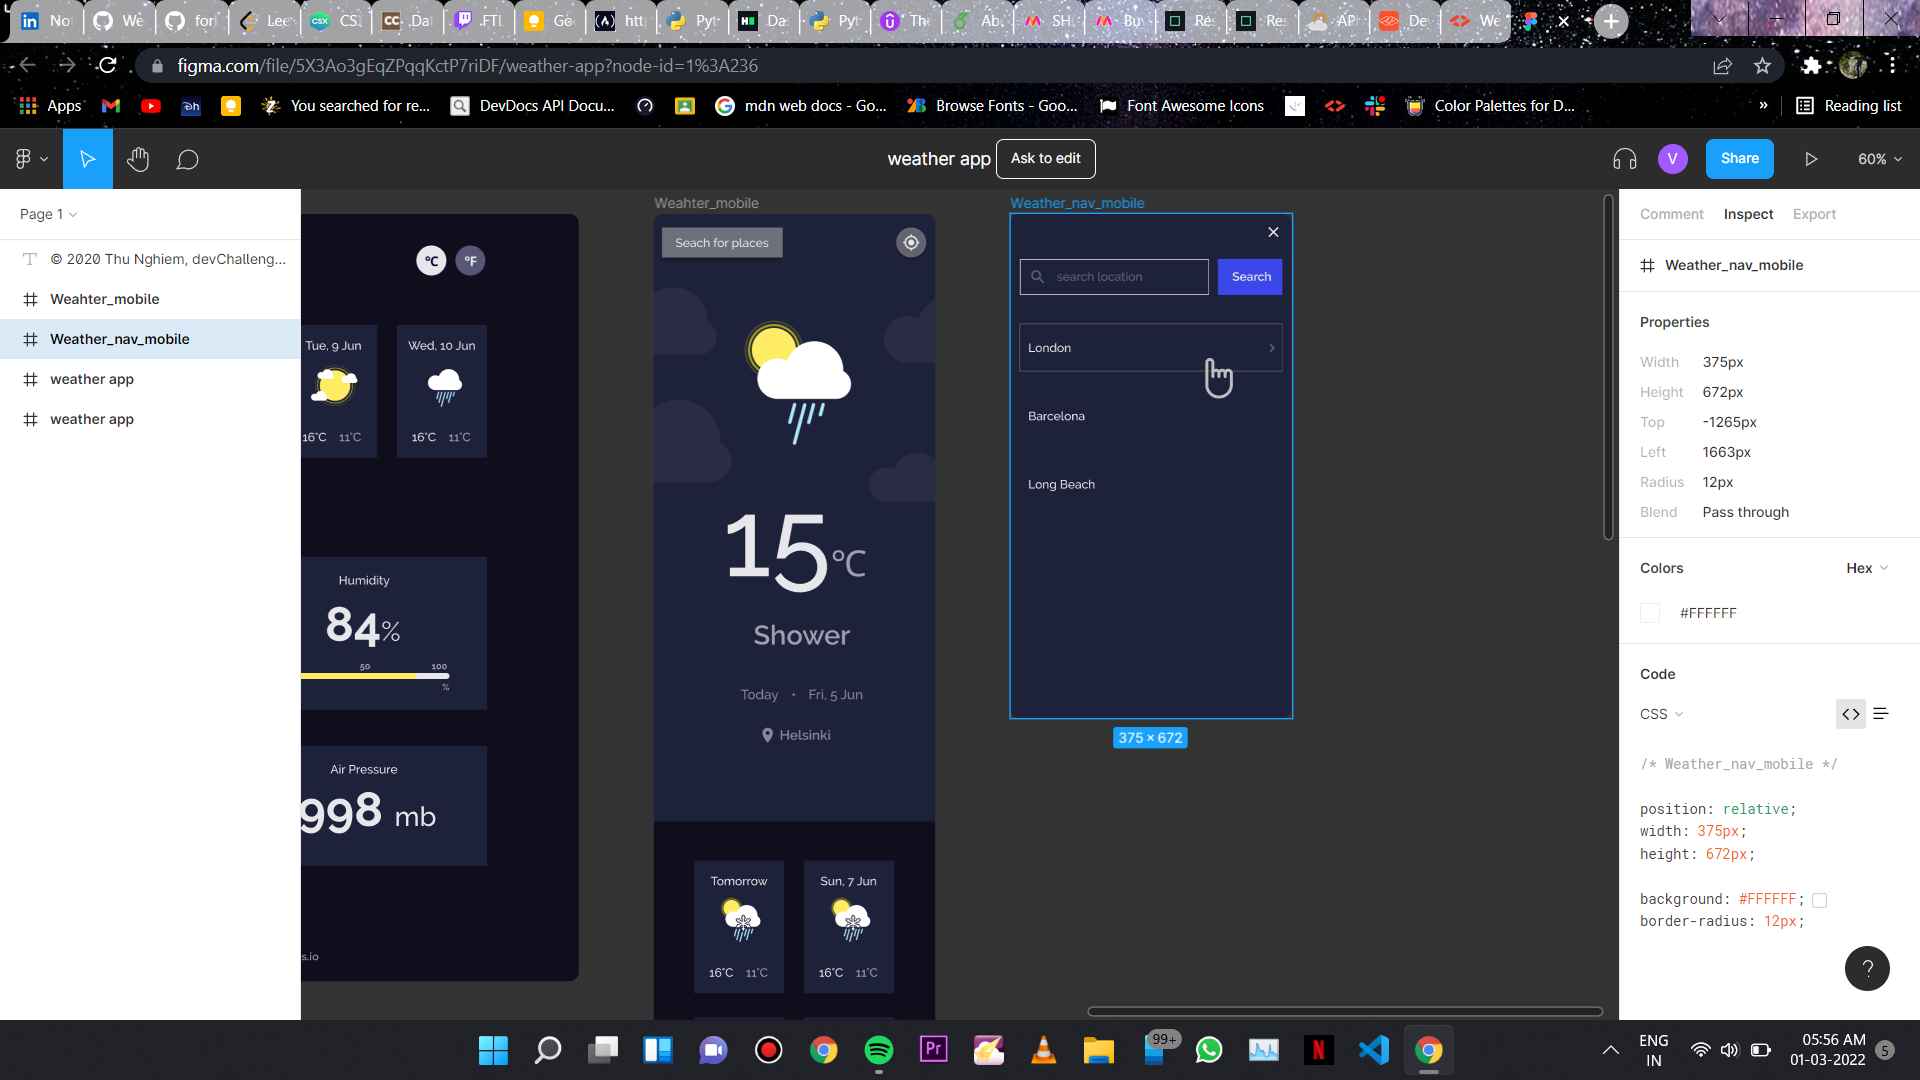 No
We
for
Lee
CS
Da
.FTL
Go
htt
Pyt
Da
Pyt
The
Ab
SH
Bu
Res
Res
API
De
We
figma.com/file/5X3Ao3gEqZPqqKctP7riDF/weather-app?node-id=1%3A236
Apps
You searched for re...
DevDocs API Docu...
mdn web docs - Go...
Browse Fonts - Goo...
Font Awesome Icons
Color Palettes for D...
»
Reading list
weather app
Ask to edit
V
Share
60%
Page 1
© 2020 Thu Nghiem, devChalleng...
Weahter_mobile
Weather_nav_mobile
weather app
weather app
°C
°F
Tue, 9 Jun
16°C
11°C
Wed, 10 Jun
16°C
11°C
Humidity
84%
50
100
%
Air Pressure
998 mb
s.io
Weahter_mobile
Seach for places
15°C
Shower
Today • Fri, 5 Jun
Helsinki
Tomorrow
16°C
11°C
Sun, 7 Jun
16°C
11°C
Weather_nav_mobile
search location
Search
London
Barcelona
Long Beach
375 × 672
Comment
Inspect
Export
Weather_nav_mobile
Properties
Width 375px
Height 672px
Top -1265px
Left 1663px
Radius 12px
Blend Pass through
Colors
Hex
#FFFFFF
Code
CSS
/* Weather_nav_mobile */
position: relative;
width: 375px;
height: 672px;
background: #FFFFFF;
border-radius: 12px;
?
Pr
99+
N
ENG
IN
05:56 AM
01-03-2022
5